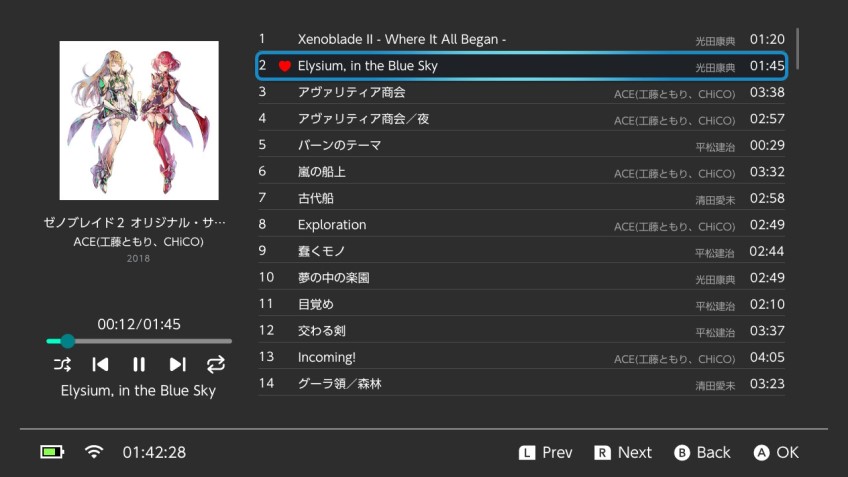 ゼノブレイド２ オリジナル・サ…
ACE(工藤ともり、CHiCO)
2018
00:12/01:45
Elysium, in the Blue Sky
1 Xenoblade II - Where It All Began - 光田康典 01:20
2 Elysium, in the Blue Sky 光田康典 01:45
3 アヴァリティア商会 ACE(工藤ともり、CHiCO) 03:38
4 アヴァリティア商会／夜 ACE(工藤ともり、CHiCO) 02:57
5 バーンのテーマ 平松建治 00:29
6 嵐の船上 ACE(工藤ともり、CHiCO) 03:32
7 古代船 清田愛未 02:58
8 Exploration ACE(工藤ともり、CHiCO) 02:49
9 蠢くモノ 平松建治 02:44
10 夢の中の楽園 光田康典 02:49
11 目覚め 平松建治 02:10
12 交わる剣 平松建治 03:37
13 Incoming! ACE(工藤ともり、CHiCO) 04:05
14 グーラ領／森林 清田愛未 03:23
01:42:28
L Prev R Next B Back A OK